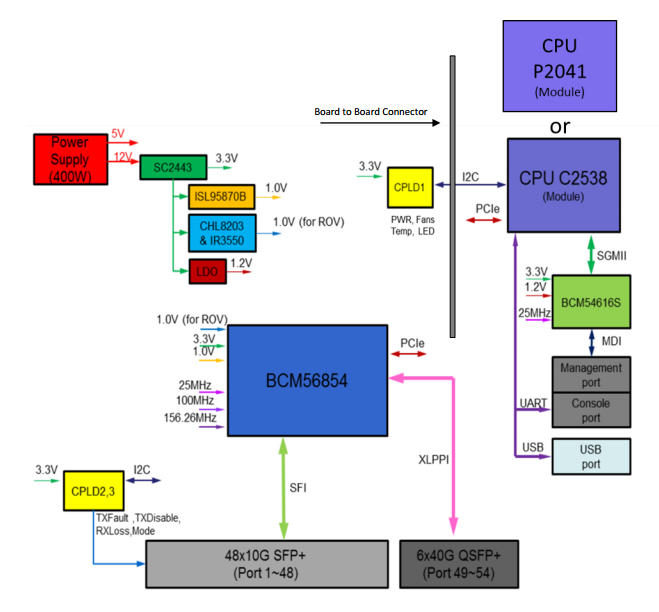 CPU
P2041
(Module)
or
Board to Board Connector
5V
Power
Supply
(400W)
12V
SC2443
3.3V
ISL95870B
1.0V
CHL8203
& IR3550
1.0V (for ROV)
LDO
1.2V
3.3V
CPLD1
I2C
PWR, Fans
Temp, LED
PCIe
CPU C2538
(Module)
SGMII
3.3V
1.2V
25MHz
BCM54616S
MDI
Management
port
Console
port
UART
USB
USB
port
1.0V (for ROV)
3.3V
1.0V
25MHz
100MHz
156.26MHz
BCM56854
PCIe
SFI
XLPPI
3.3V
CPLD2,3
I2C
TXFault ,TXDisable,
RXLoss,Mode
48x10G SFP+
(Port 1~48)
6x40G QSFP+
(Port 49~54)